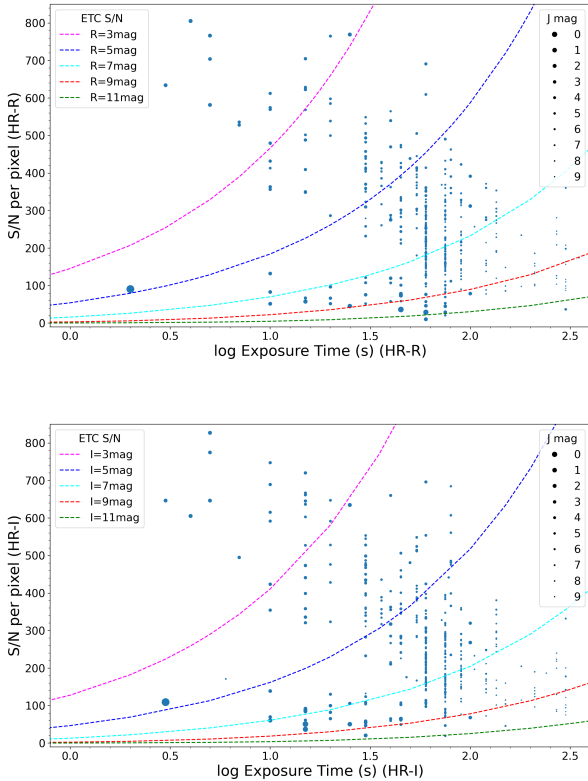 800
700
600
500
400
300
200
100
0
S/N per pixel (HR-R)
ETC S/N
R=3mag
R=5mag
R=7mag
R=9mag
R=11mag
J mag
0
1
2
3
4
5
6
7
8
9
0.0 0.5 1.0 1.5 2.0 2.5
log Exposure Time (s) (HR-R)
800
700
600
500
400
300
200
100
0
S/N per pixel (HR-I)
ETC S/N
I=3mag
I=5mag
I=7mag
I=9mag
I=11mag
J mag
0
1
2
3
4
5
6
7
8
9
0.0 0.5 1.0 1.5 2.0 2.5
log Exposure Time (s) (HR-I)